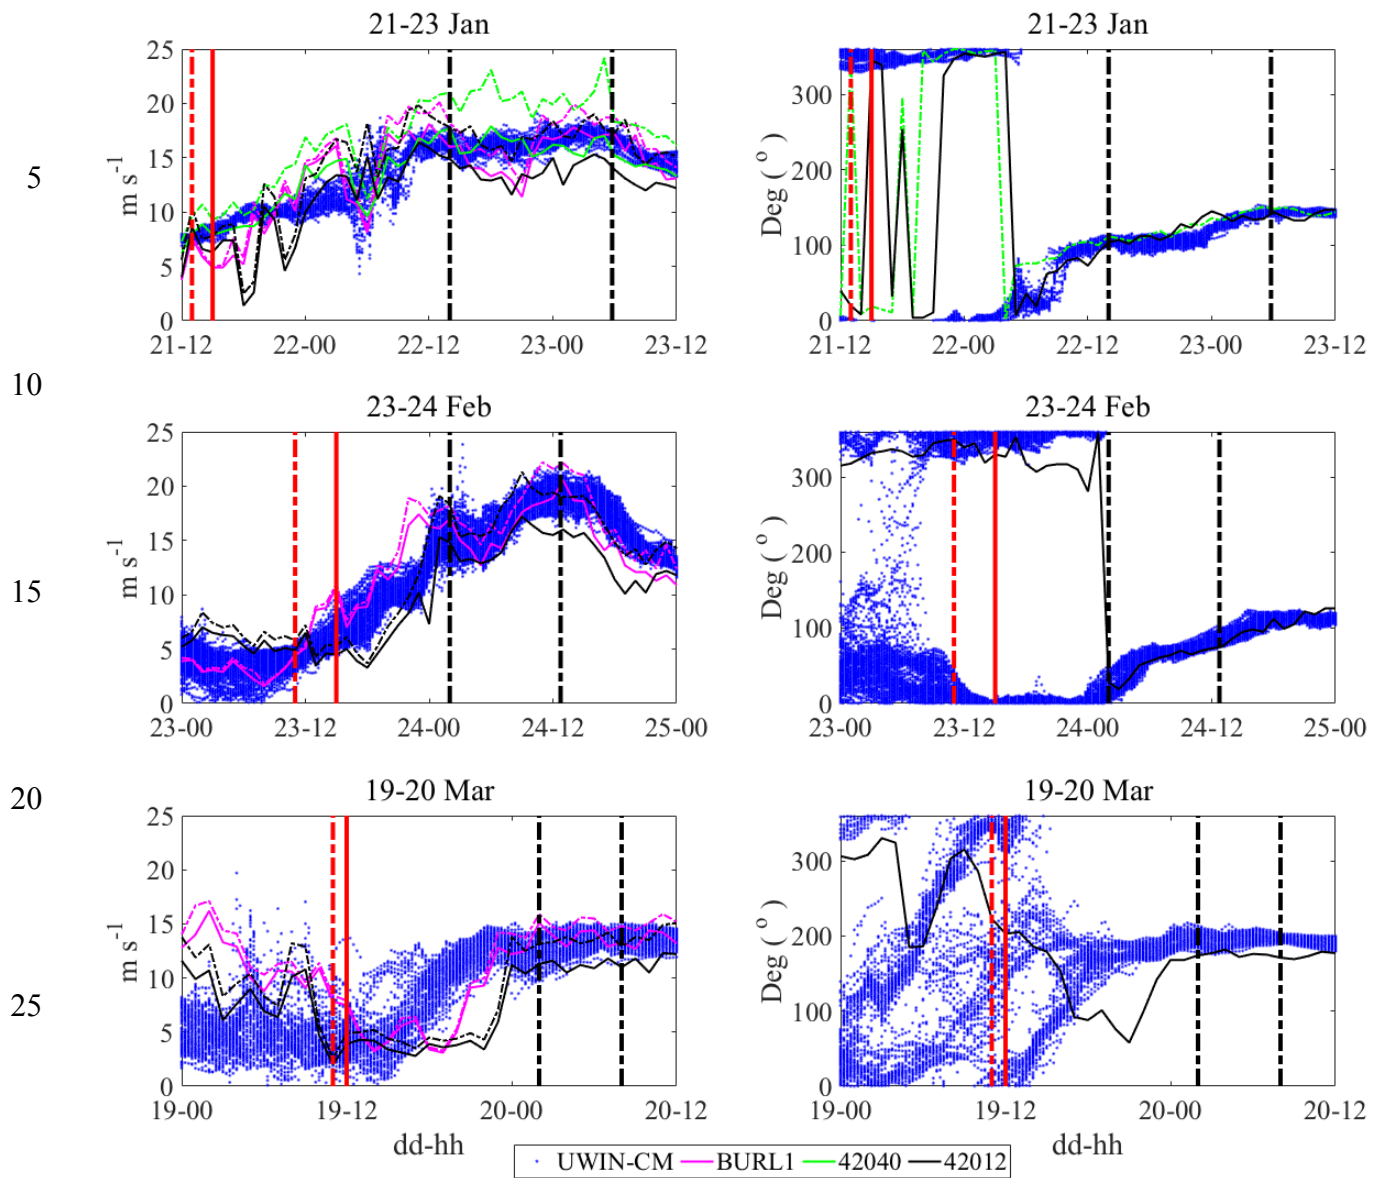 21-23 Jan
25
20
15
10
5
0
m s-1
21-12 22-00 22-12 23-00 23-12
21-23 Jan
300
200
100
0
Deg ( o )
21-12 22-00 22-12 23-00 23-12
5
10
23-24 Feb
25
20
15
10
5
0
m s-1
23-00 23-12 24-00 24-12 25-00
23-24 Feb
300
200
100
0
Deg ( o )
23-00 23-12 24-00 24-12 25-00
15
20
19-20 Mar
25
20
15
10
5
0
m s-1
19-00 19-12 20-00 20-12
dd-hh
19-20 Mar
300
200
100
0
Deg ( o )
19-00 19-12 20-00 20-12
dd-hh
25
UWIN-CM BURL1 42040 42012